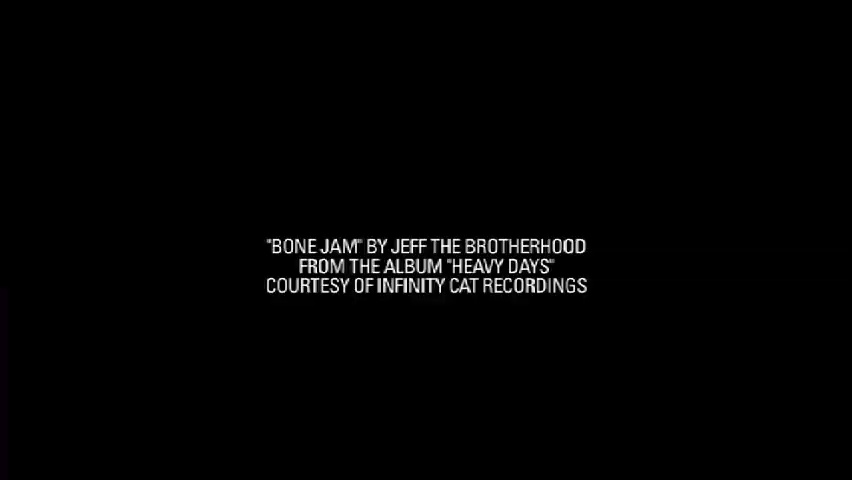 "BONE JAM" BY JEFF THE BROTHERHOOD
FROM THE ALBUM "HEAVY DAYS"
COURTESY OF INFINITY CAT RECORDINGS